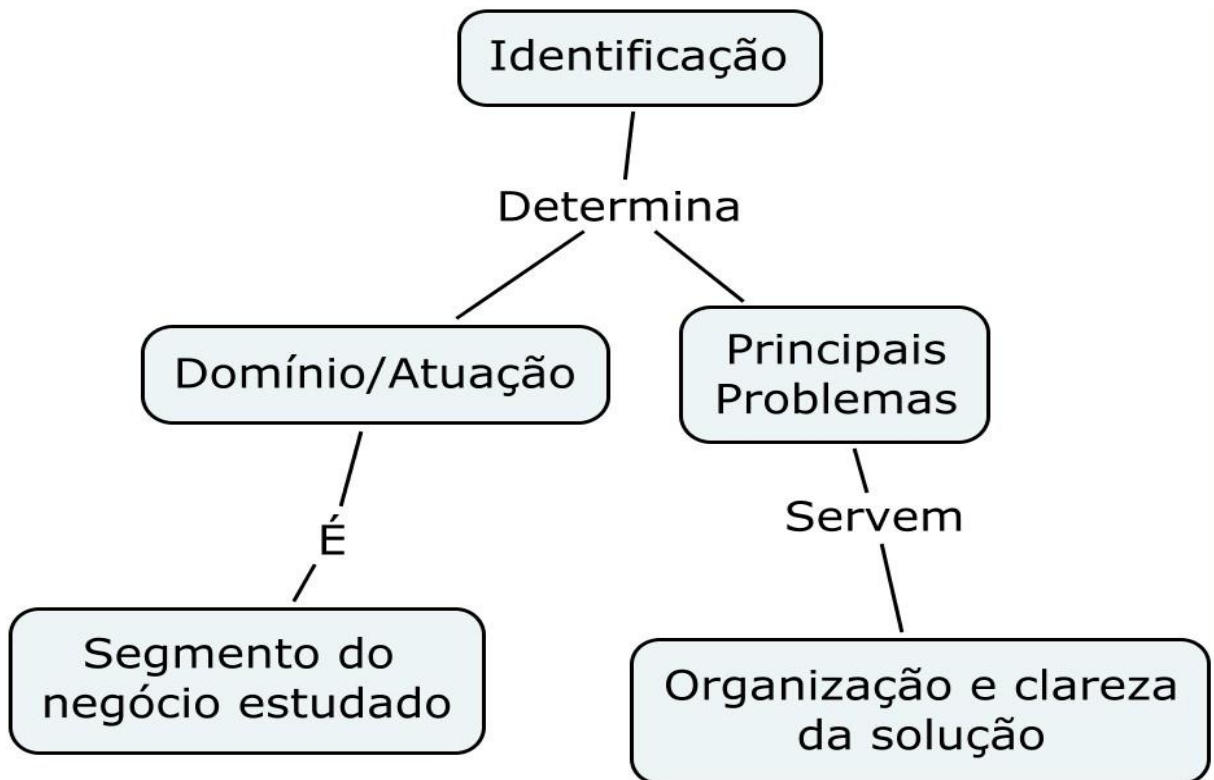 Identificação
Determina
Domínio/Atuação
Principais
Problemas
É
Servem
Segmento do
negócio estudado
Organização e clareza
da solução